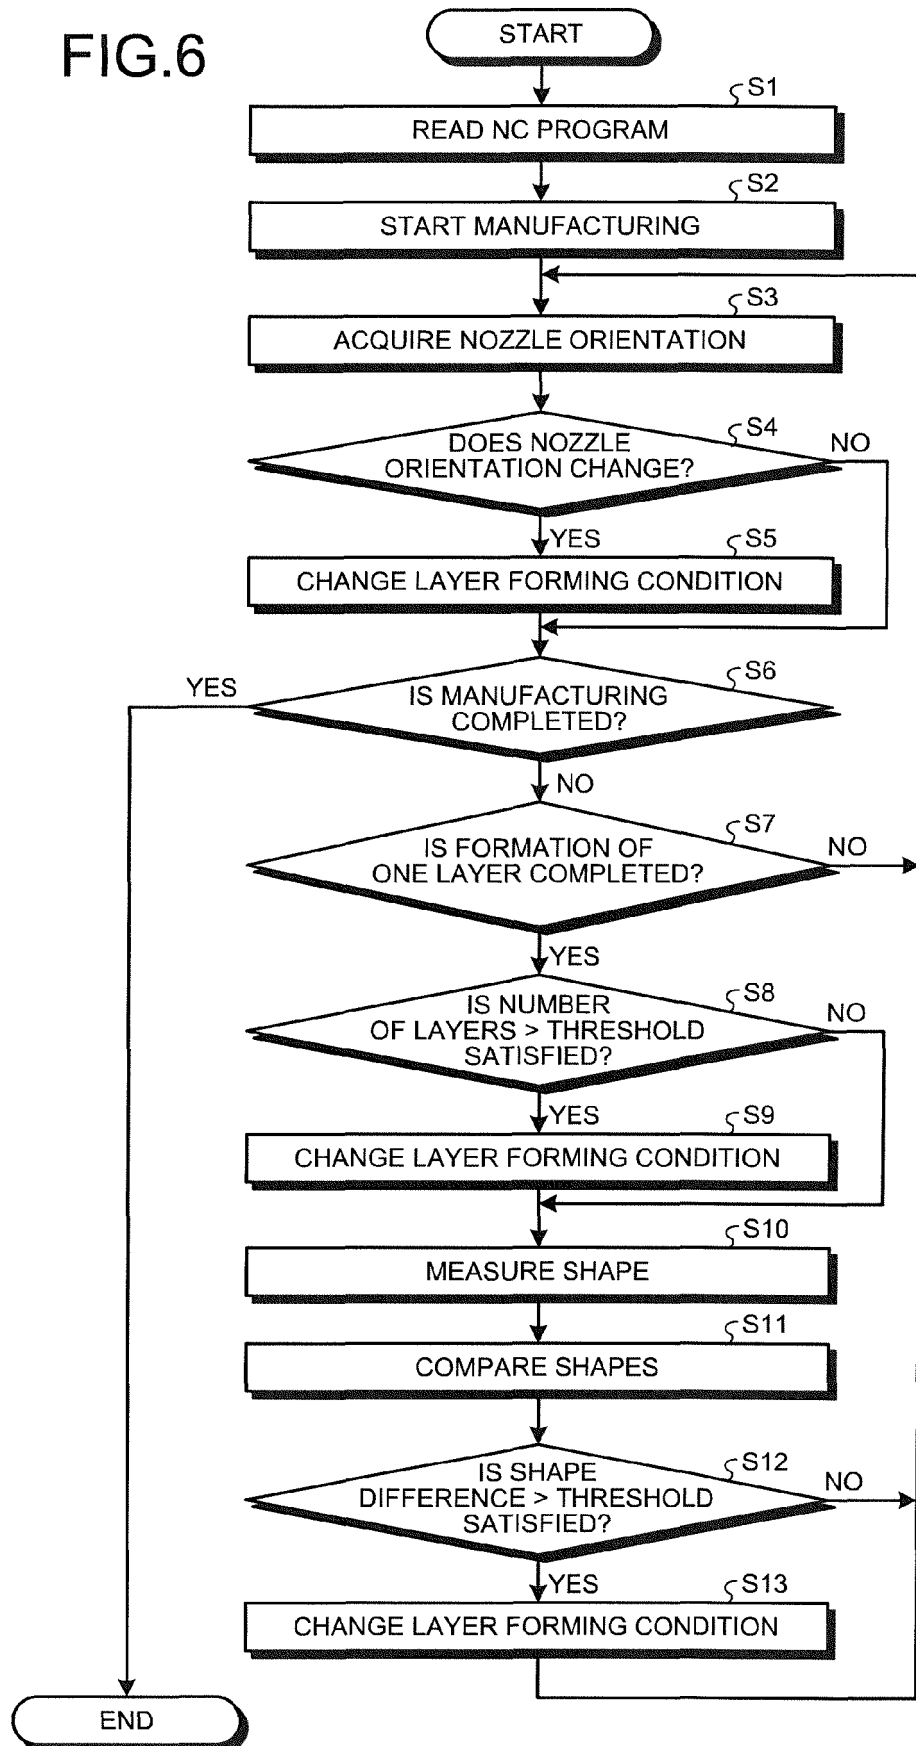 FIG.6
START
S1
READ NC PROGRAM
S2
START MANUFACTURING
S3
ACQUIRE NOZZLE ORIENTATION
S4
DOES NOZZLE
ORIENTATION CHANGE?
NO
YES
S5
CHANGE LAYER FORMING CONDITION
S6
YES
IS MANUFACTURING
COMPLETED?
NO
S7
IS FORMATION OF
ONE LAYER COMPLETED?
NO
YES
S8
IS NUMBER
OF LAYERS > THRESHOLD
SATISFIED?
NO
YES
S9
CHANGE LAYER FORMING CONDITION
S10
MEASURE SHAPE
S11
COMPARE SHAPES
S12
IS SHAPE
DIFFERENCE > THRESHOLD
SATISFIED?
NO
YES
S13
CHANGE LAYER FORMING CONDITION
END